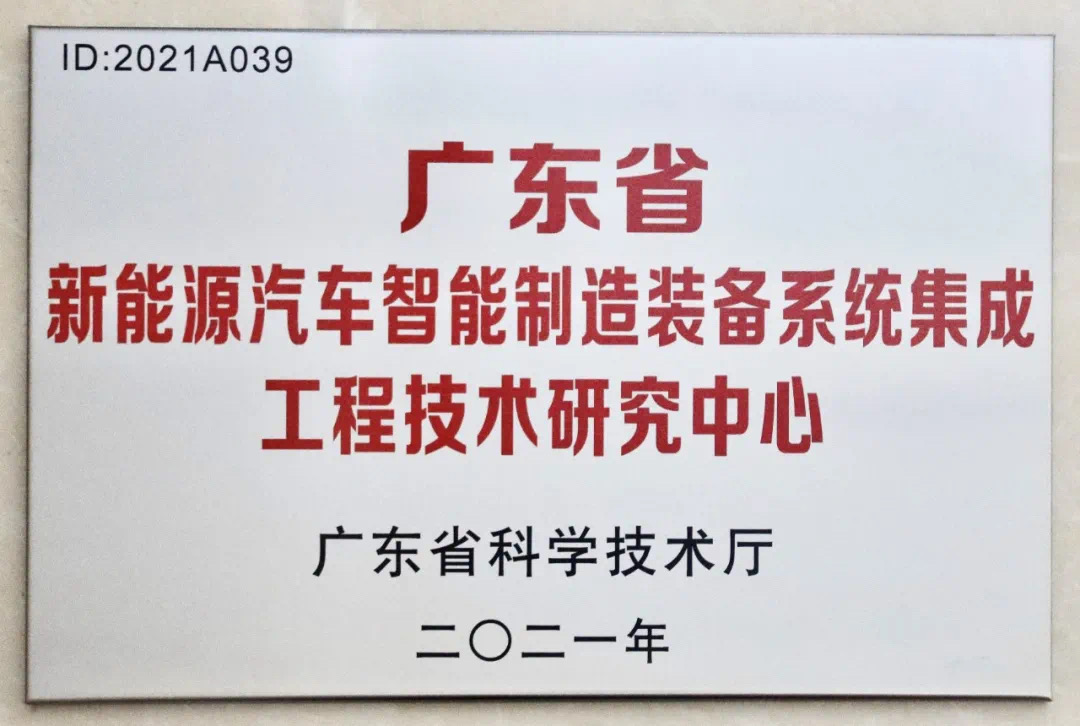 ID:2021A039
广东省
新能源汽车智能制造装备系统集成
工程技术研究中心
广东省科学技术厅
二〇二一年